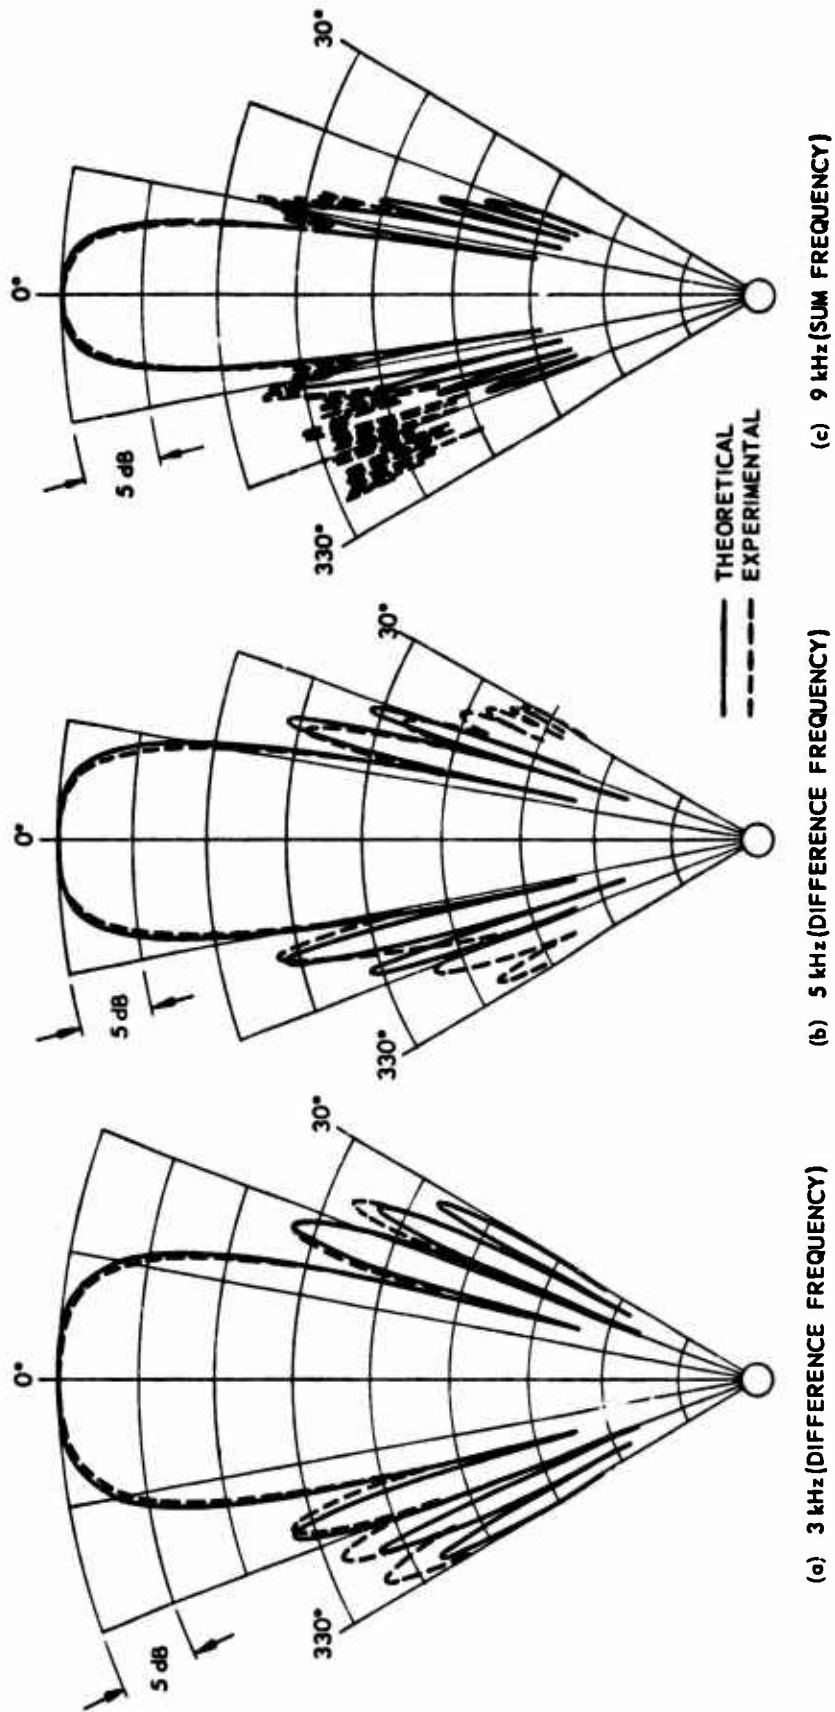 0°
30°
330°
5 dB
(a) 3 kHz (DIFFERENCE FREQUENCY)
0°
30°
330°
5 dB
(b) 5 kHz (DIFFERENCE FREQUENCY)
0°
30°
330°
5 dB
(c) 9 kHz (SUM FREQUENCY)
THEORETICAL
EXPERIMENTAL